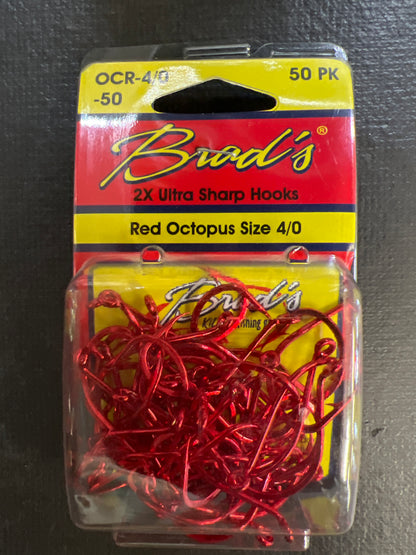 OCR-4/0
-50
50 PK
Brad's®
2X Ultra Sharp Hooks
Red Octopus Size 4/0
Brad's